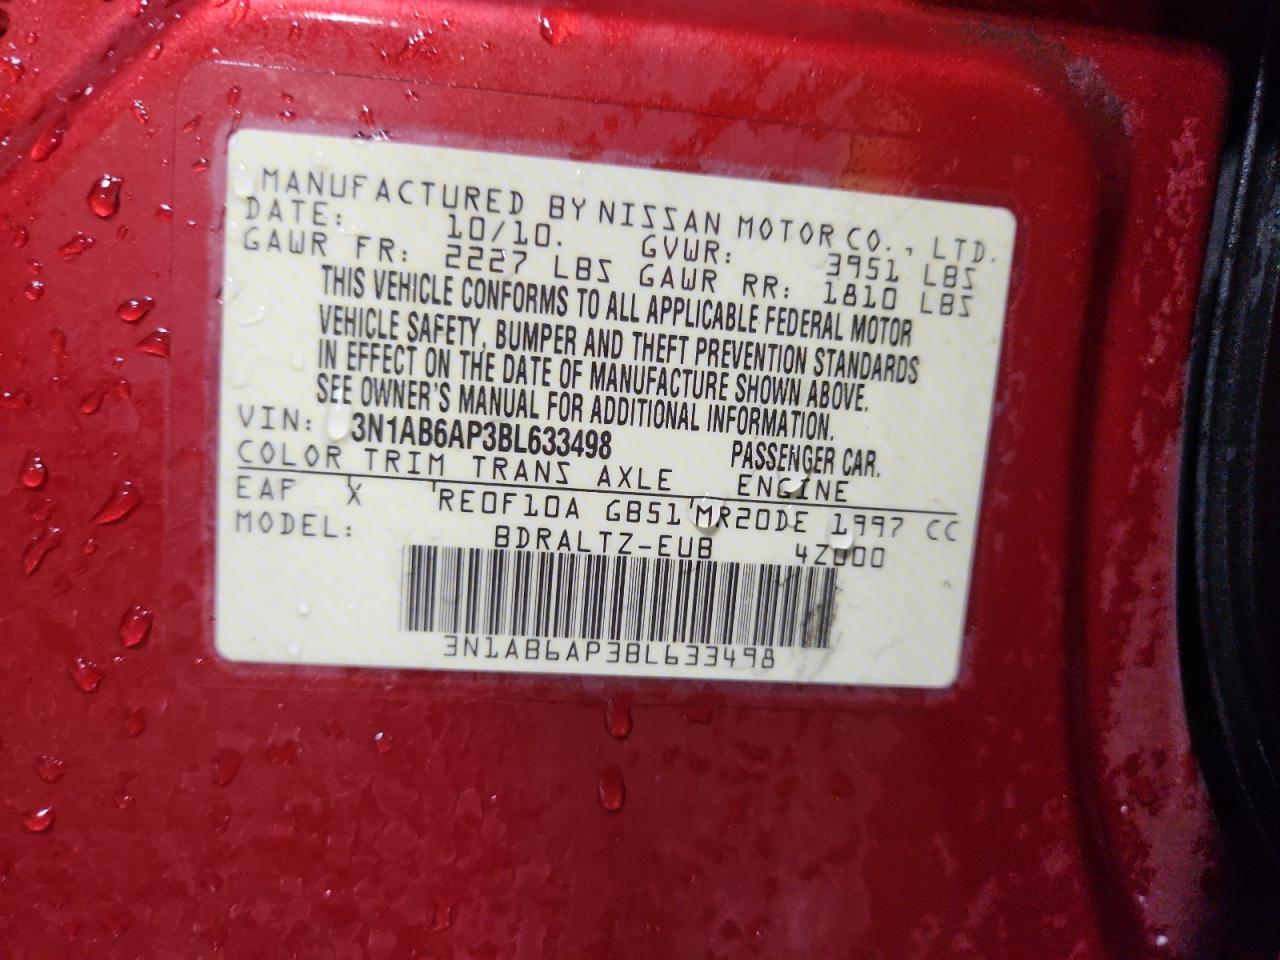 MANUFACTURED BY NISSAN MOTOR CO., LTD.
DATE: 10/10. GVWR: 3951 LBS
GAWR FR: 2227 LBS GAWR RR: 1810 LBS
THIS VEHICLE CONFORMS TO ALL APPLICABLE FEDERAL MOTOR
VEHICLE SAFETY, BUMPER AND THEFT PREVENTION STANDARDS
IN EFFECT ON THE DATE OF MANUFACTURE SHOWN ABOVE.
SEE OWNER'S MANUAL FOR ADDITIONAL INFORMATION.
VIN: 3N1AB6AP3BL633498 PASSENGER CAR.
COLOR TRIM TRANS AXLE ENGINE
EAF X RE0F10A GB51 MR20DE 1997 CC
MODEL: BDRALTZ-EUB 4Z000
3N1AB6AP3BL633498